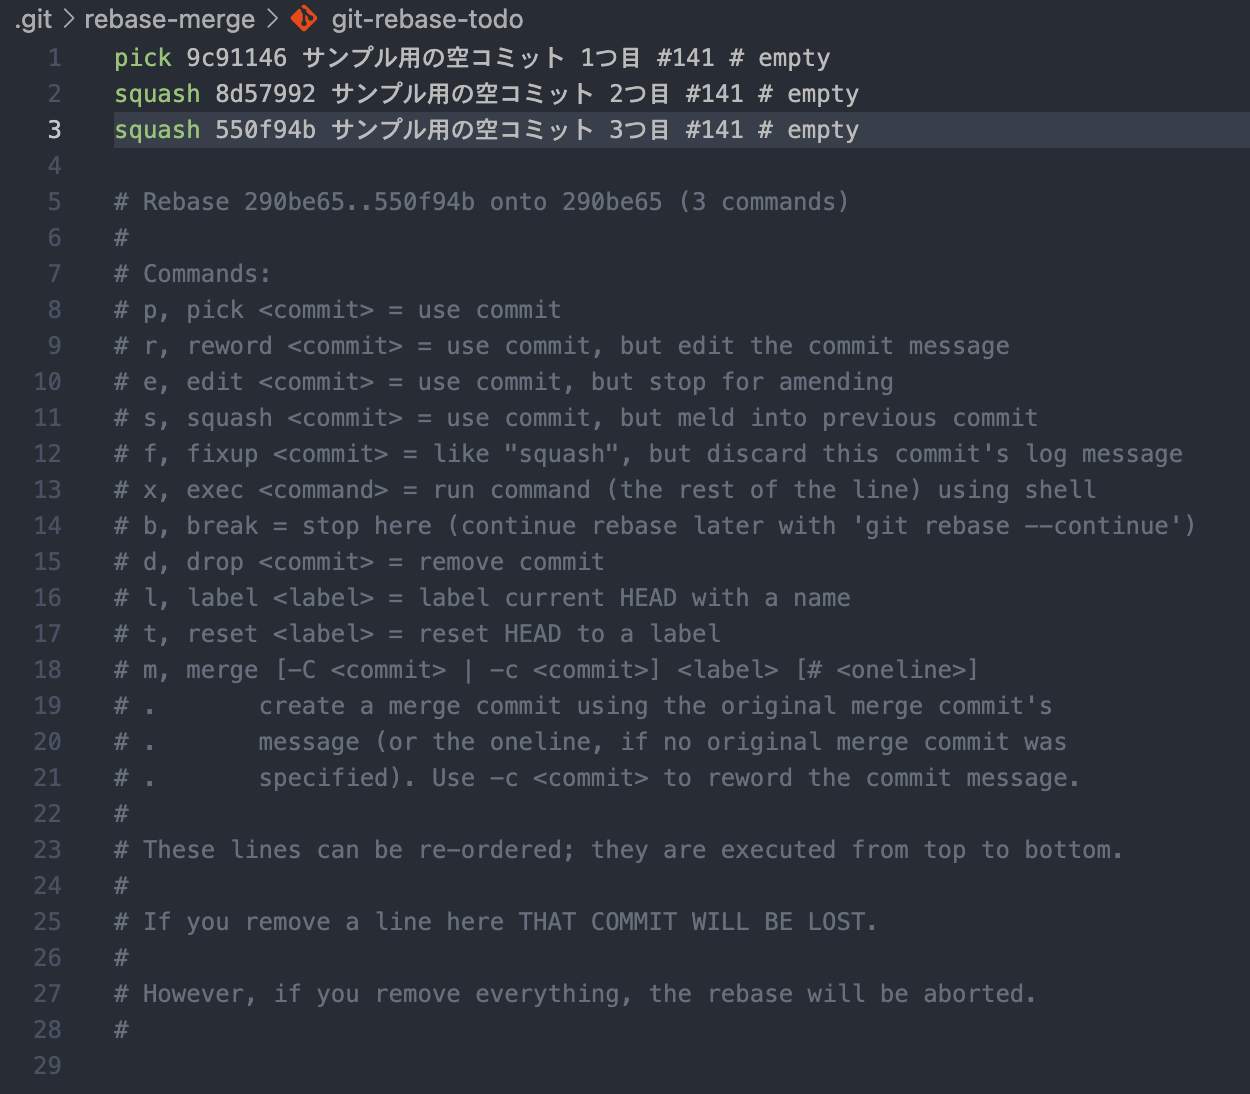 .git > rebase-merge > git-rebase-todo
1 pick 9c91146 サンプル用の空コミット 1つ目 #141 # empty
2 squash 8d57992 サンプル用の空コミット 2つ目 #141 # empty
3 squash 550f94b サンプル用の空コミット 3つ目 #141 # empty
4
5 # Rebase 290be65..550f94b onto 290be65 (3 commands)
6 #
7 # Commands:
8 # p, pick <commit> = use commit
9 # r, reword <commit> = use commit, but edit the commit message
10 # e, edit <commit> = use commit, but stop for amending
11 # s, squash <commit> = use commit, but meld into previous commit
12 # f, fixup <commit> = like "squash", but discard this commit's log message
13 # x, exec <command> = run command (the rest of the line) using shell
14 # b, break = stop here (continue rebase later with 'git rebase --continue')
15 # d, drop <commit> = remove commit
16 # l, label <label> = label current HEAD with a name
17 # t, reset <label> = reset HEAD to a label
18 # m, merge [-C <commit> | -c <commit>] <label> [# <oneline>]
19 # .       create a merge commit using the original merge commit's
20 # .       message (or the oneline, if no original merge commit was
21 # .       specified). Use -c <commit> to reword the commit message.
22 #
23 # These lines can be re-ordered; they are executed from top to bottom.
24 #
25 # If you remove a line here THAT COMMIT WILL BE LOST.
26 #
27 # However, if you remove everything, the rebase will be aborted.
28 #
29